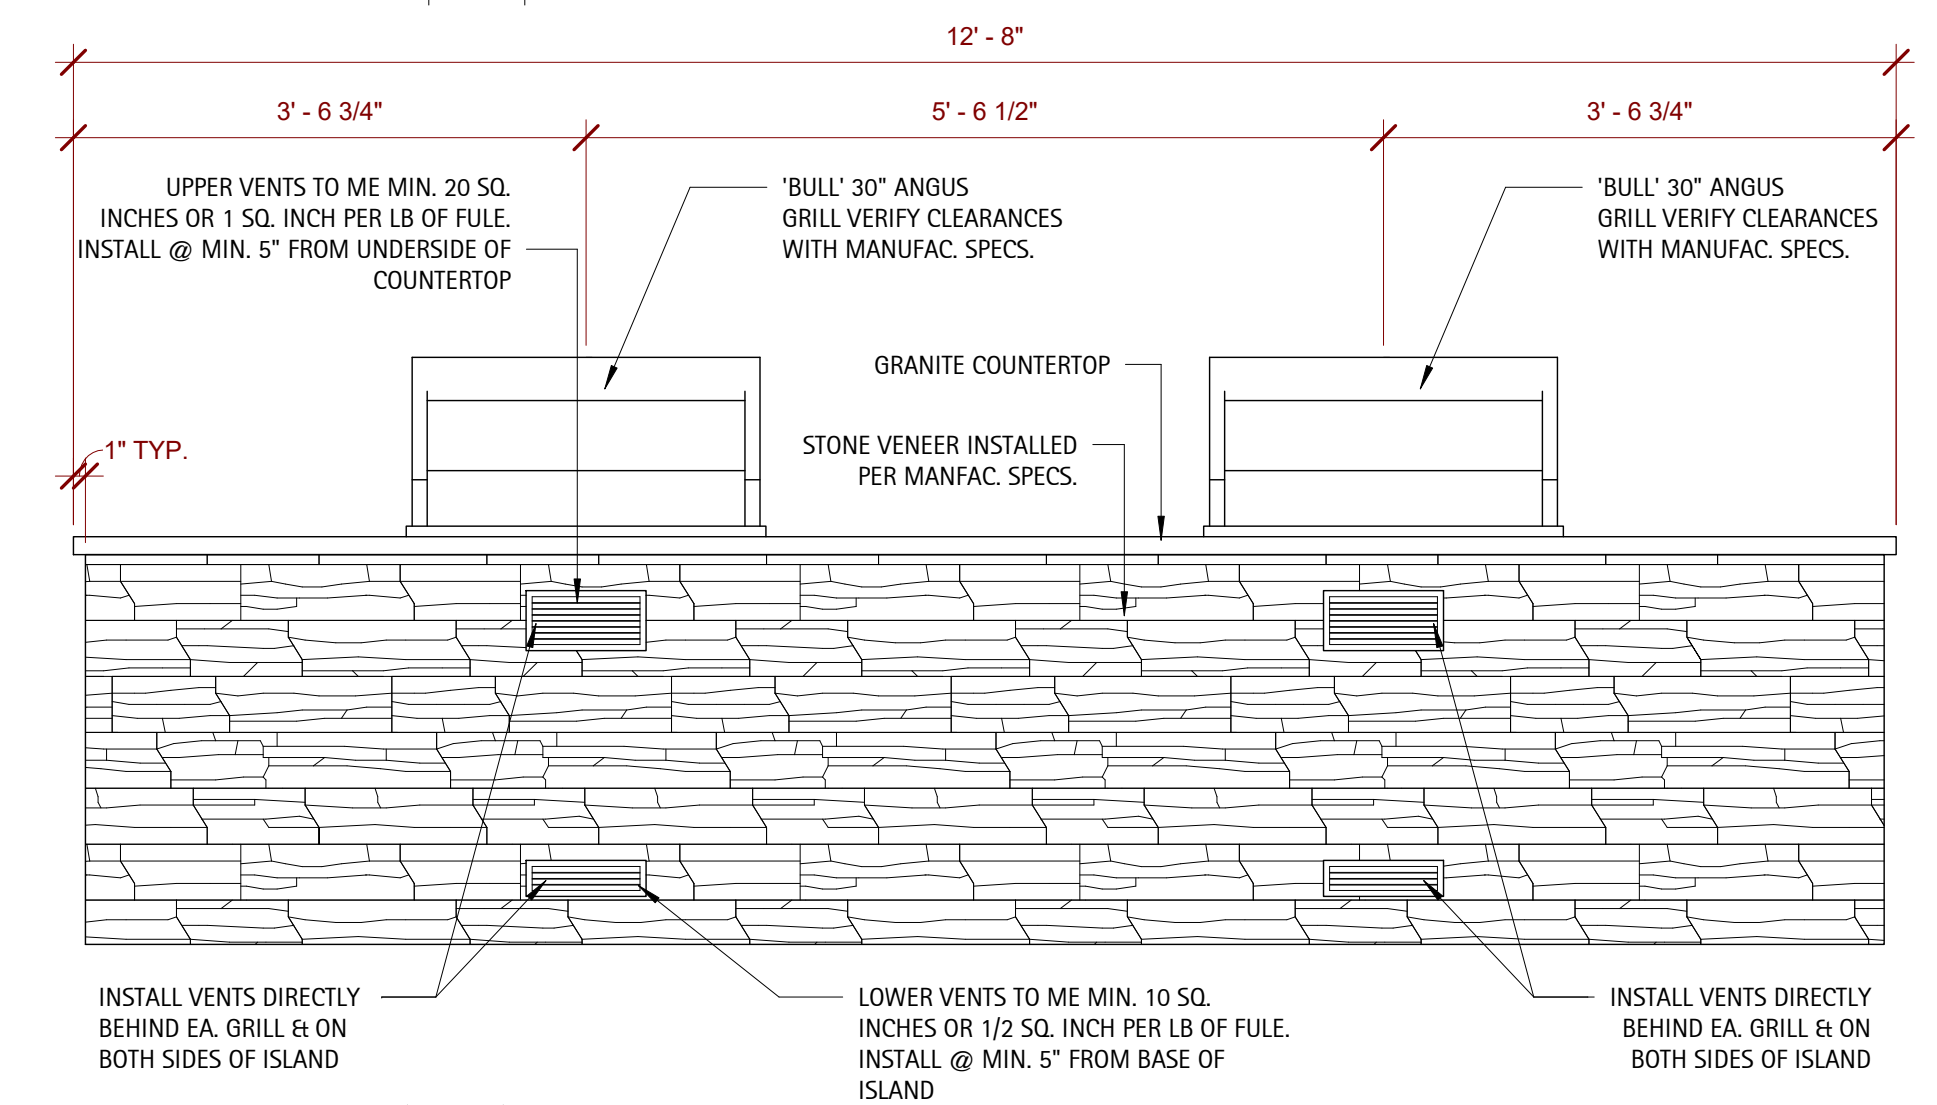 12' - 8"
3' - 6 3/4"
5' - 6 1/2"
3' - 6 3/4"
UPPER VENTS TO ME MIN. 20 SQ.
INCHES OR 1 SQ. INCH PER LB OF FULE.
INSTALL @ MIN. 5" FROM UNDERSIDE OF
COUNTERTOP
'BULL' 30" ANGUS
GRILL VERIFY CLEARANCES
WITH MANUFAC. SPECS.
'BULL' 30" ANGUS
GRILL VERIFY CLEARANCES
WITH MANUFAC. SPECS.
GRANITE COUNTERTOP
STONE VENEER INSTALLED
PER MANFAC. SPECS.
1" TYP.
INSTALL VENTS DIRECTLY
BEHIND EA. GRILL & ON
BOTH SIDES OF ISLAND
LOWER VENTS TO ME MIN. 10 SQ.
INCHES OR 1/2 SQ. INCH PER LB OF FULE.
INSTALL @ MIN. 5" FROM BASE OF
ISLAND
INSTALL VENTS DIRECTLY
BEHIND EA. GRILL & ON
BOTH SIDES OF ISLAND